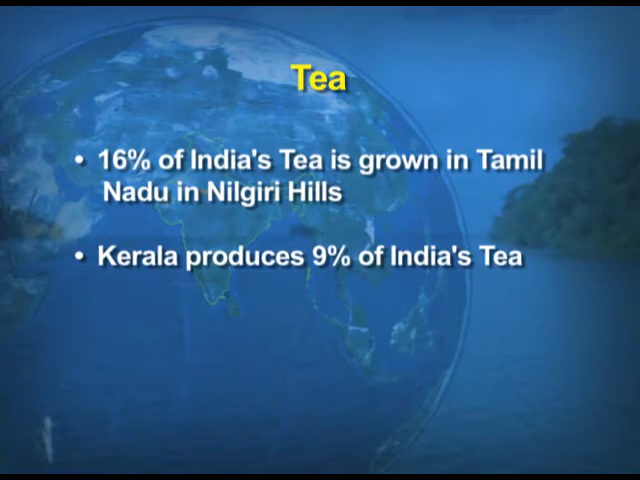 Tea
• 16% of India's Tea is grown in Tamil
Nadu in Nilgiri Hills
• Kerala produces 9% of India's Tea